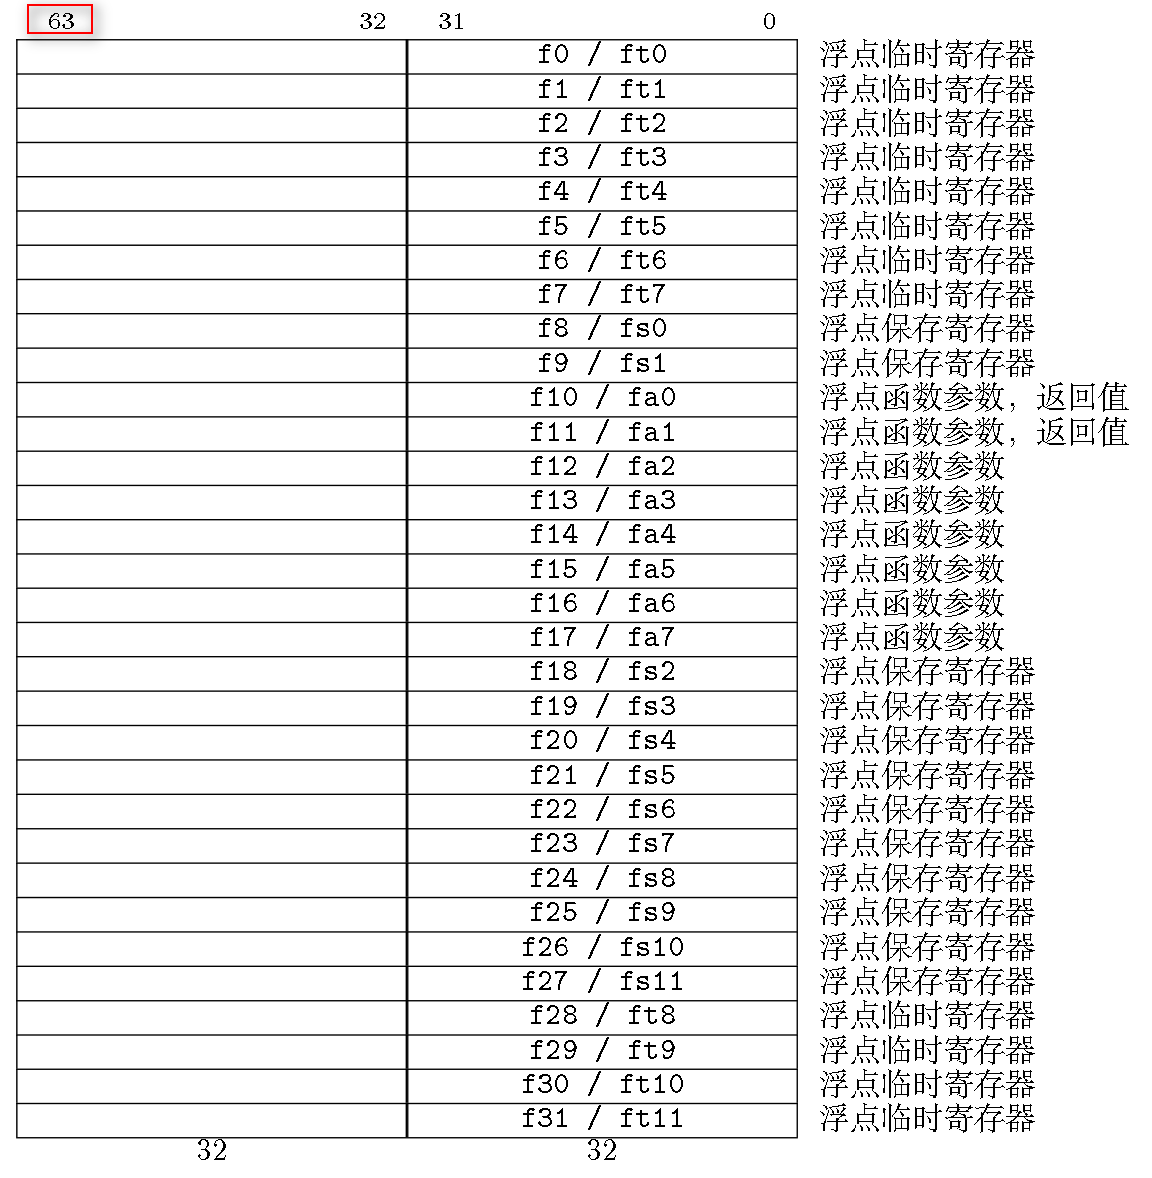 63 32 31 0
f0 / ft0 浮点临时寄存器
f1 / ft1 浮点临时寄存器
f2 / ft2 浮点临时寄存器
f3 / ft3 浮点临时寄存器
f4 / ft4 浮点临时寄存器
f5 / ft5 浮点临时寄存器
f6 / ft6 浮点临时寄存器
f7 / ft7 浮点临时寄存器
f8 / fs0 浮点保存寄存器
f9 / fs1 浮点保存寄存器
f10 / fa0 浮点函数参数，返回值
f11 / fa1 浮点函数参数，返回值
f12 / fa2 浮点函数参数
f13 / fa3 浮点函数参数
f14 / fa4 浮点函数参数
f15 / fa5 浮点函数参数
f16 / fa6 浮点函数参数
f17 / fa7 浮点函数参数
f18 / fs2 浮点保存寄存器
f19 / fs3 浮点保存寄存器
f20 / fs4 浮点保存寄存器
f21 / fs5 浮点保存寄存器
f22 / fs6 浮点保存寄存器
f23 / fs7 浮点保存寄存器
f24 / fs8 浮点保存寄存器
f25 / fs9 浮点保存寄存器
f26 / fs10 浮点保存寄存器
f27 / fs11 浮点保存寄存器
f28 / ft8 浮点临时寄存器
f29 / ft9 浮点临时寄存器
f30 / ft10 浮点临时寄存器
f31 / ft11 浮点临时寄存器
32 32